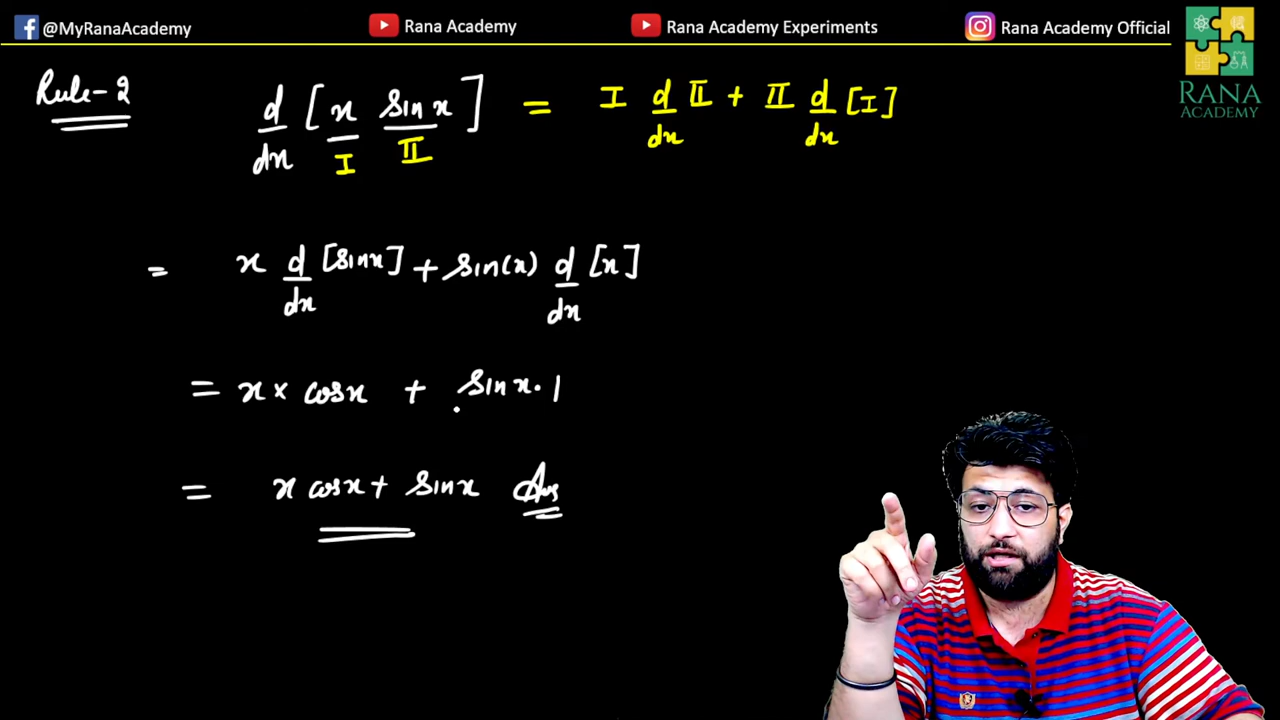 @MyRanaAcademy Rana Academy Rana Academy Experiments Rana Academy Official
RANA
ACADEMY
Rule-2 d/dx [x sin x] = I d/dx II + II d/dx [I]
I II
= x d/dx [sinx] + sin(x) d/dx [x]
= x × cosx + sinx · 1
= x cosx + sinx Ans